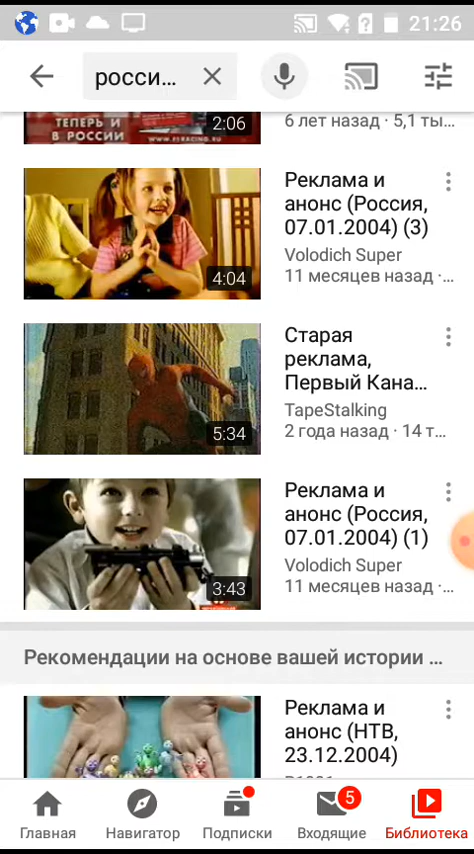 21:26
росси...
ТЕПЕРЬ И
В РОССИИ
2:06
6 лет назад · 5,1 ты...
Реклама и
анонс (Россия,
07.01.2004) (3)
Volodich Super
11 месяцев назад ·...
4:04
Старая
реклама,
Первый Кана...
TapeStalking
2 года назад · 14 т...
5:34
Реклама и
анонс (Россия,
07.01.2004) (1)
Volodich Super
11 месяцев назад ·...
3:43
Рекомендации на основе вашей истории ...
Реклама и
анонс (НТВ,
23.12.2004)
5
Главная
Навигатор
Подписки
Входящие
Библиотека